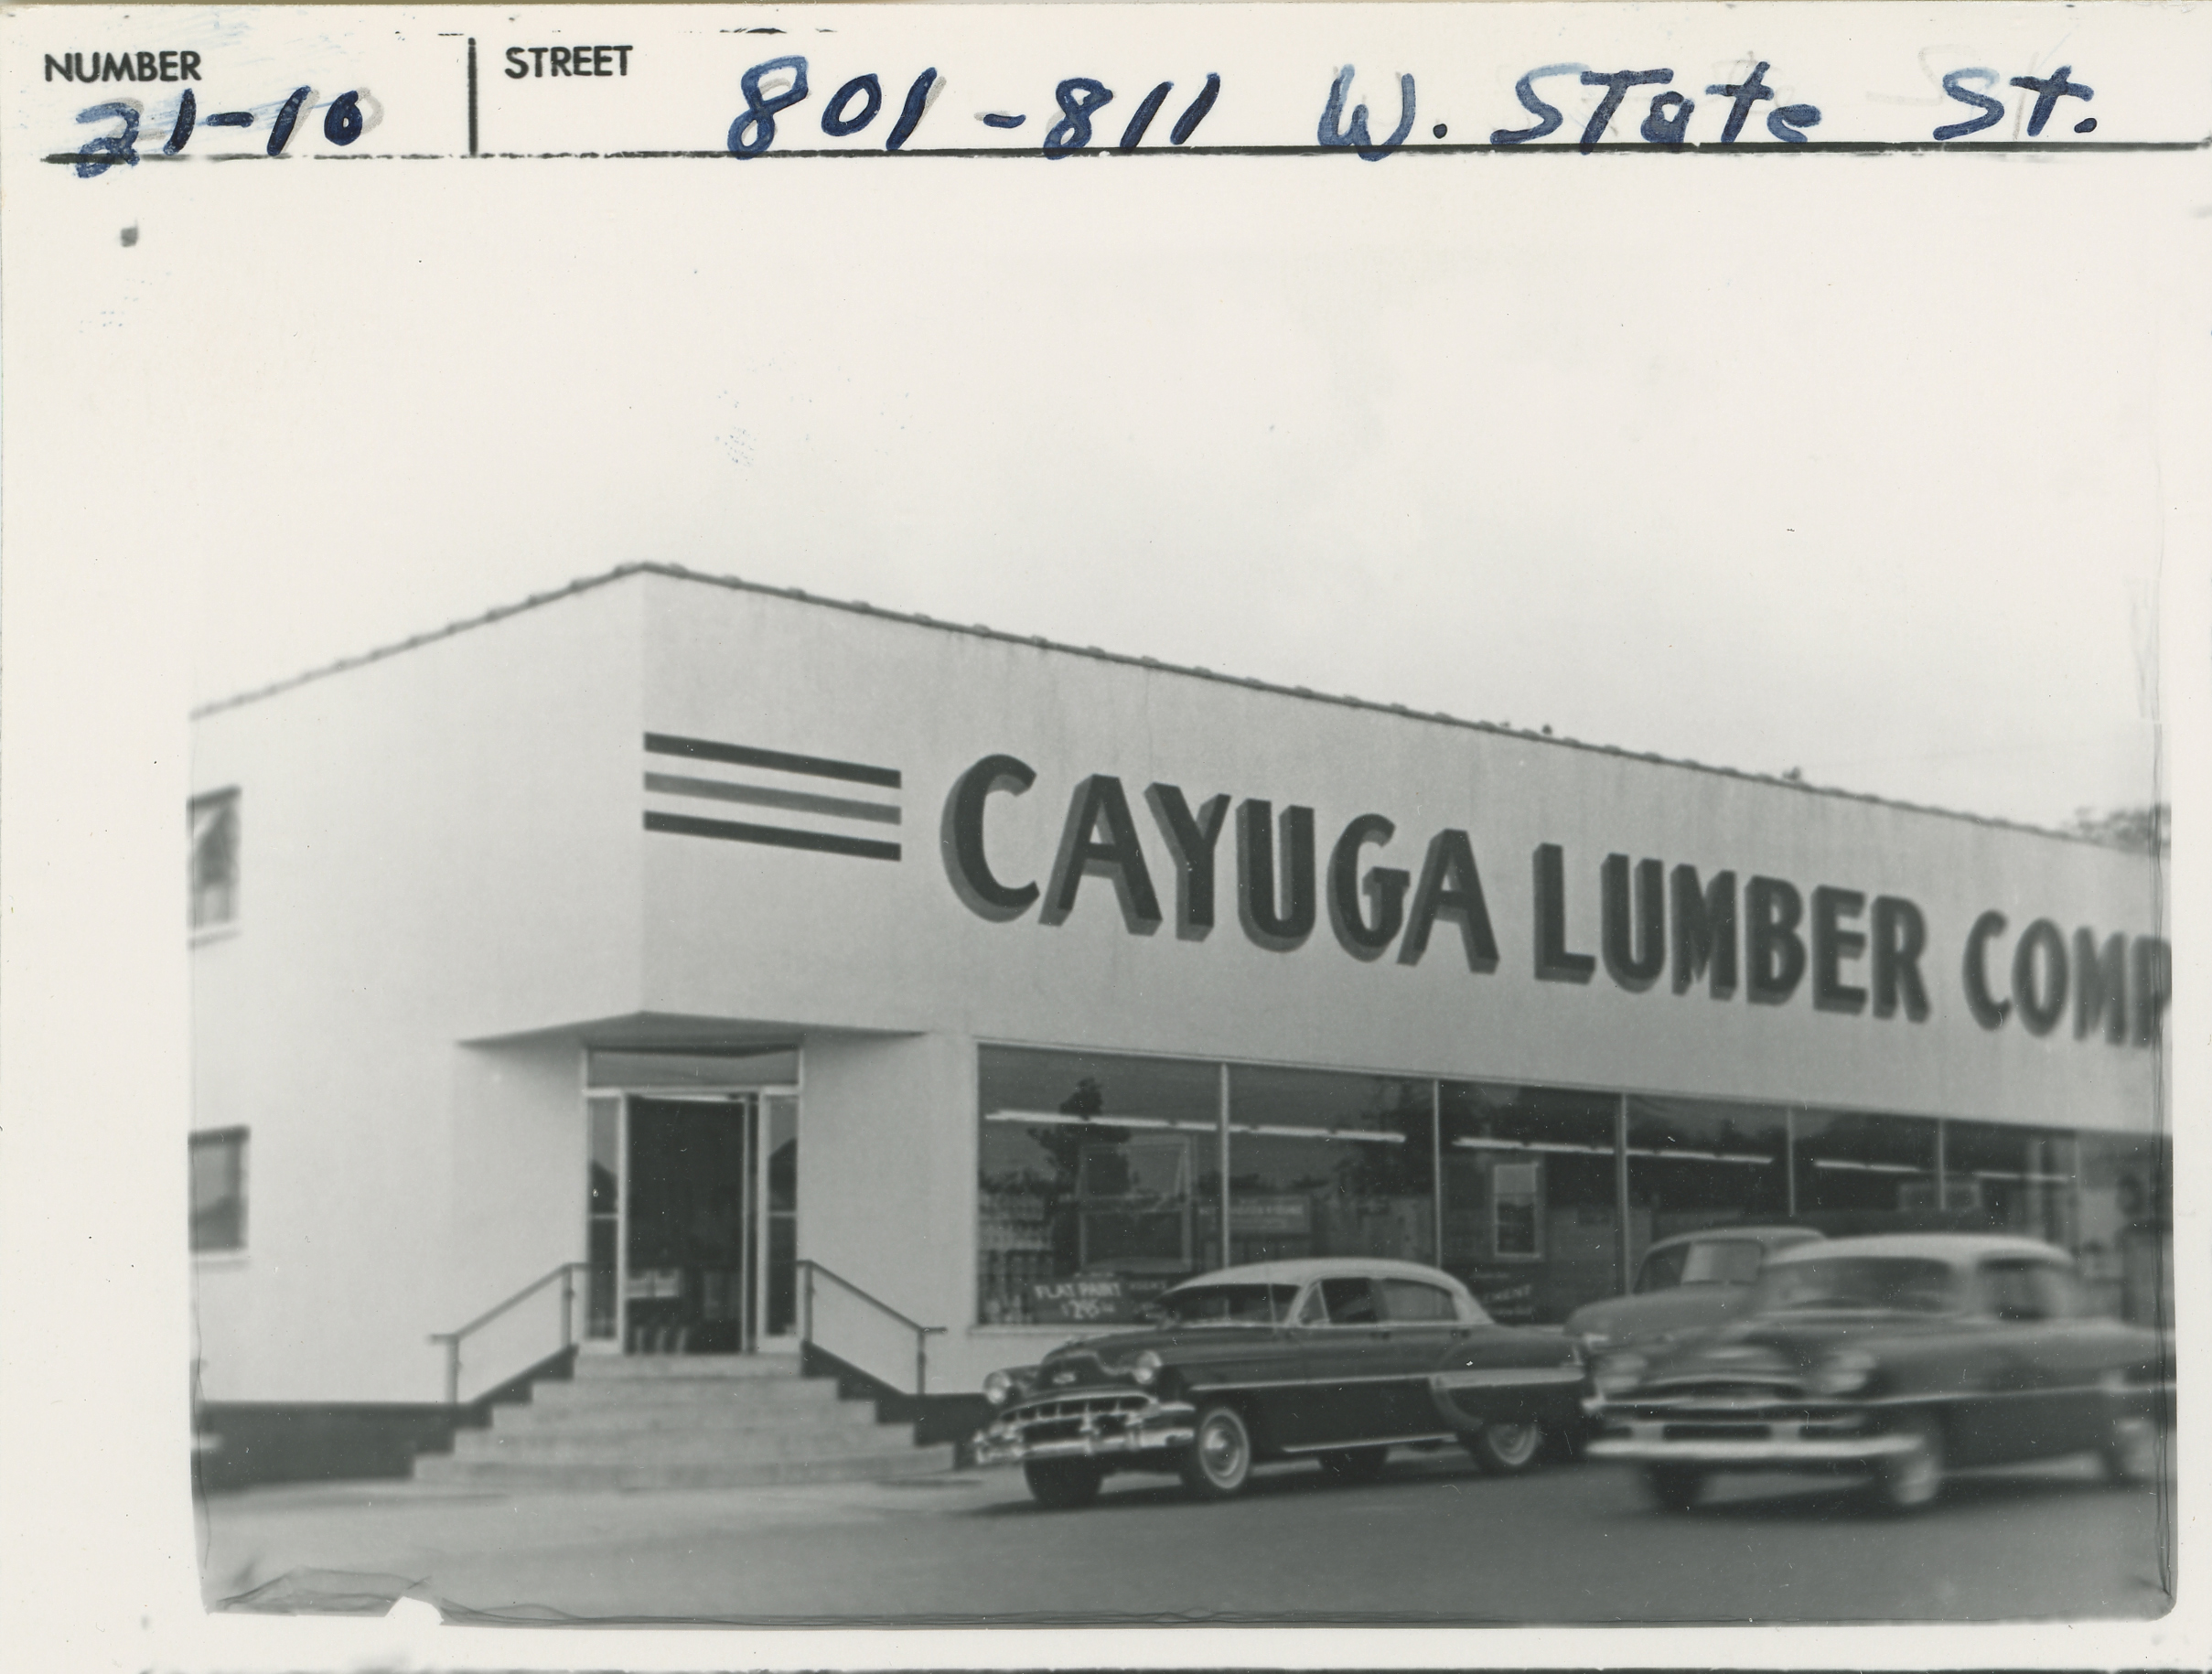 NUMBER STREET
21-10 801-811 W. State St.
CAYUGA LUMBER COMP
FLAT PAINT